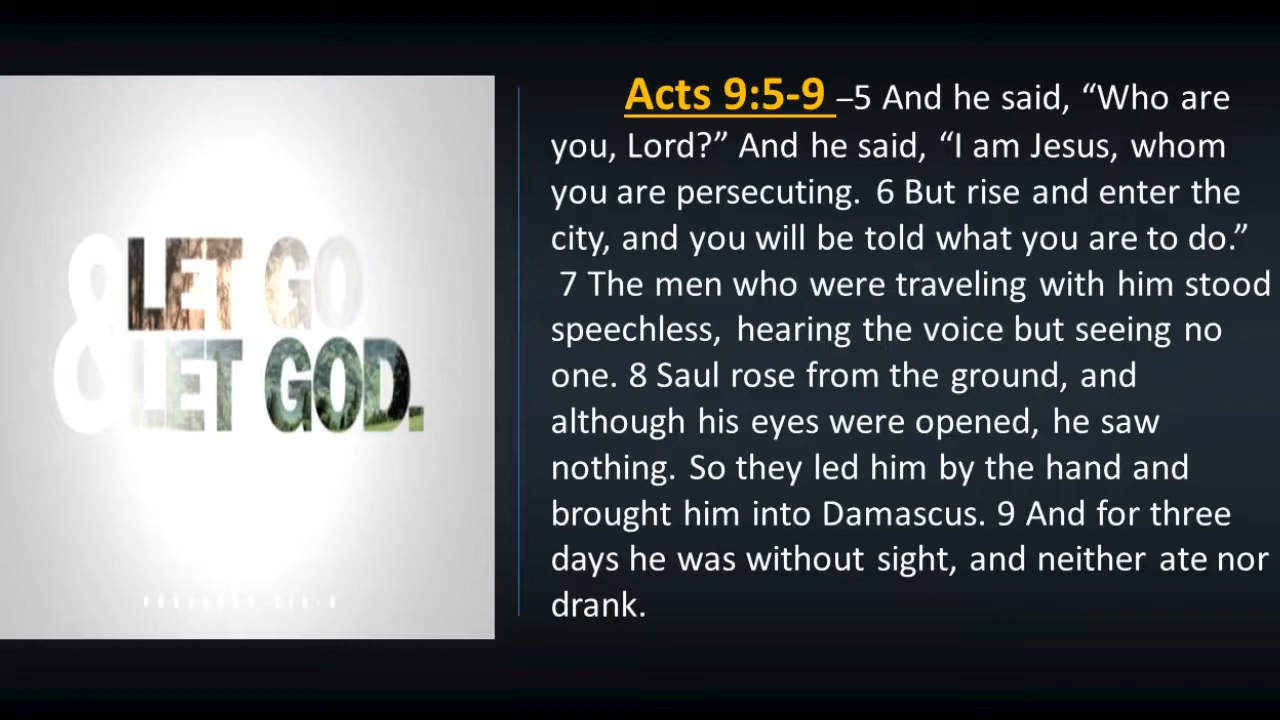 & LET GO
LET GOD.
Acts 9:5-9 –5 And he said, “Who are
you, Lord?” And he said, “I am Jesus, whom
you are persecuting. 6 But rise and enter the
city, and you will be told what you are to do.”
7 The men who were traveling with him stood
speechless, hearing the voice but seeing no
one. 8 Saul rose from the ground, and
although his eyes were opened, he saw
nothing. So they led him by the hand and
brought him into Damascus. 9 And for three
days he was without sight, and neither ate nor
drank.